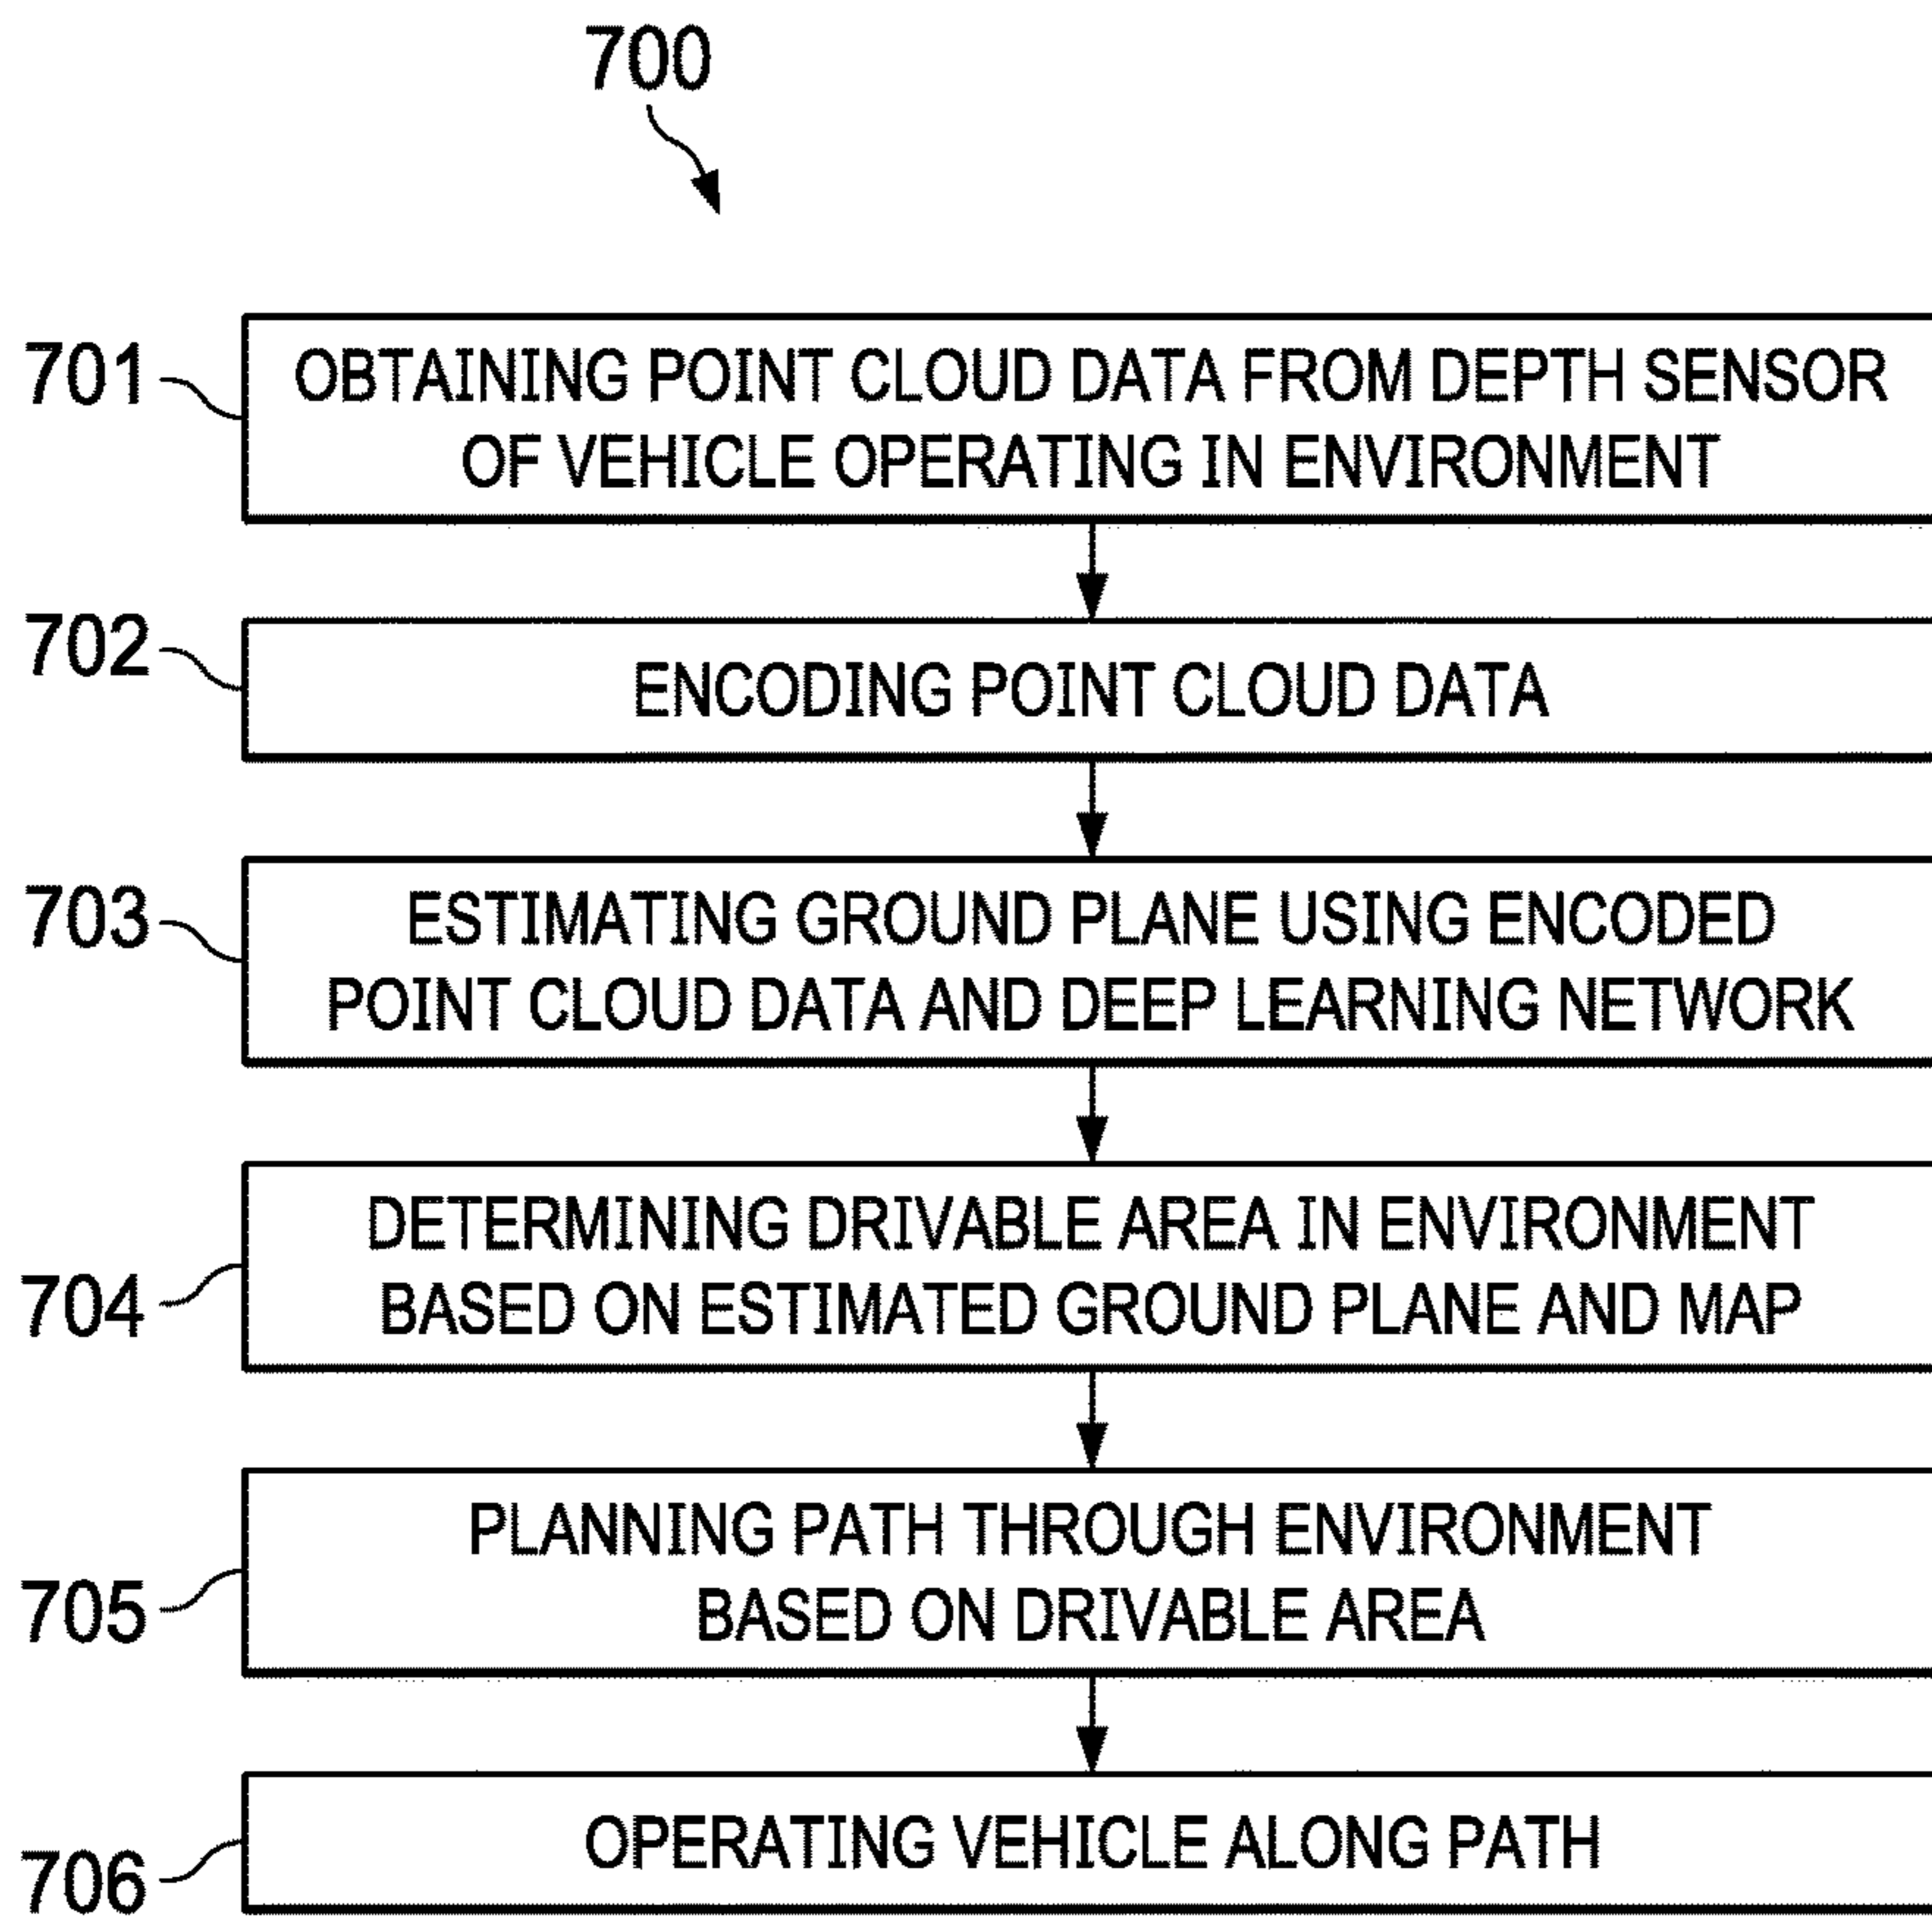 700
701
OBTAINING POINT CLOUD DATA FROM DEPTH SENSOR
OF VEHICLE OPERATING IN ENVIRONMENT
702
ENCODING POINT CLOUD DATA
703
ESTIMATING GROUND PLANE USING ENCODED
POINT CLOUD DATA AND DEEP LEARNING NETWORK
704
DETERMINING DRIVABLE AREA IN ENVIRONMENT
BASED ON ESTIMATED GROUND PLANE AND MAP
705
PLANNING PATH THROUGH ENVIRONMENT
BASED ON DRIVABLE AREA
706
OPERATING VEHICLE ALONG PATH